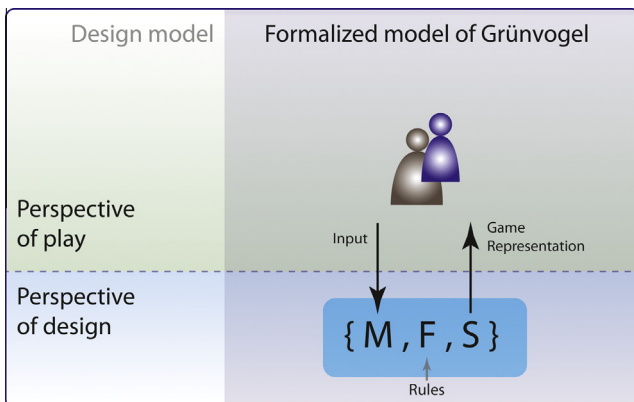 Design model
Formalized model of Grünvogel
Perspective
of play
Input
Game
Representation
Perspective
of design
{ M , F , S }
Rules